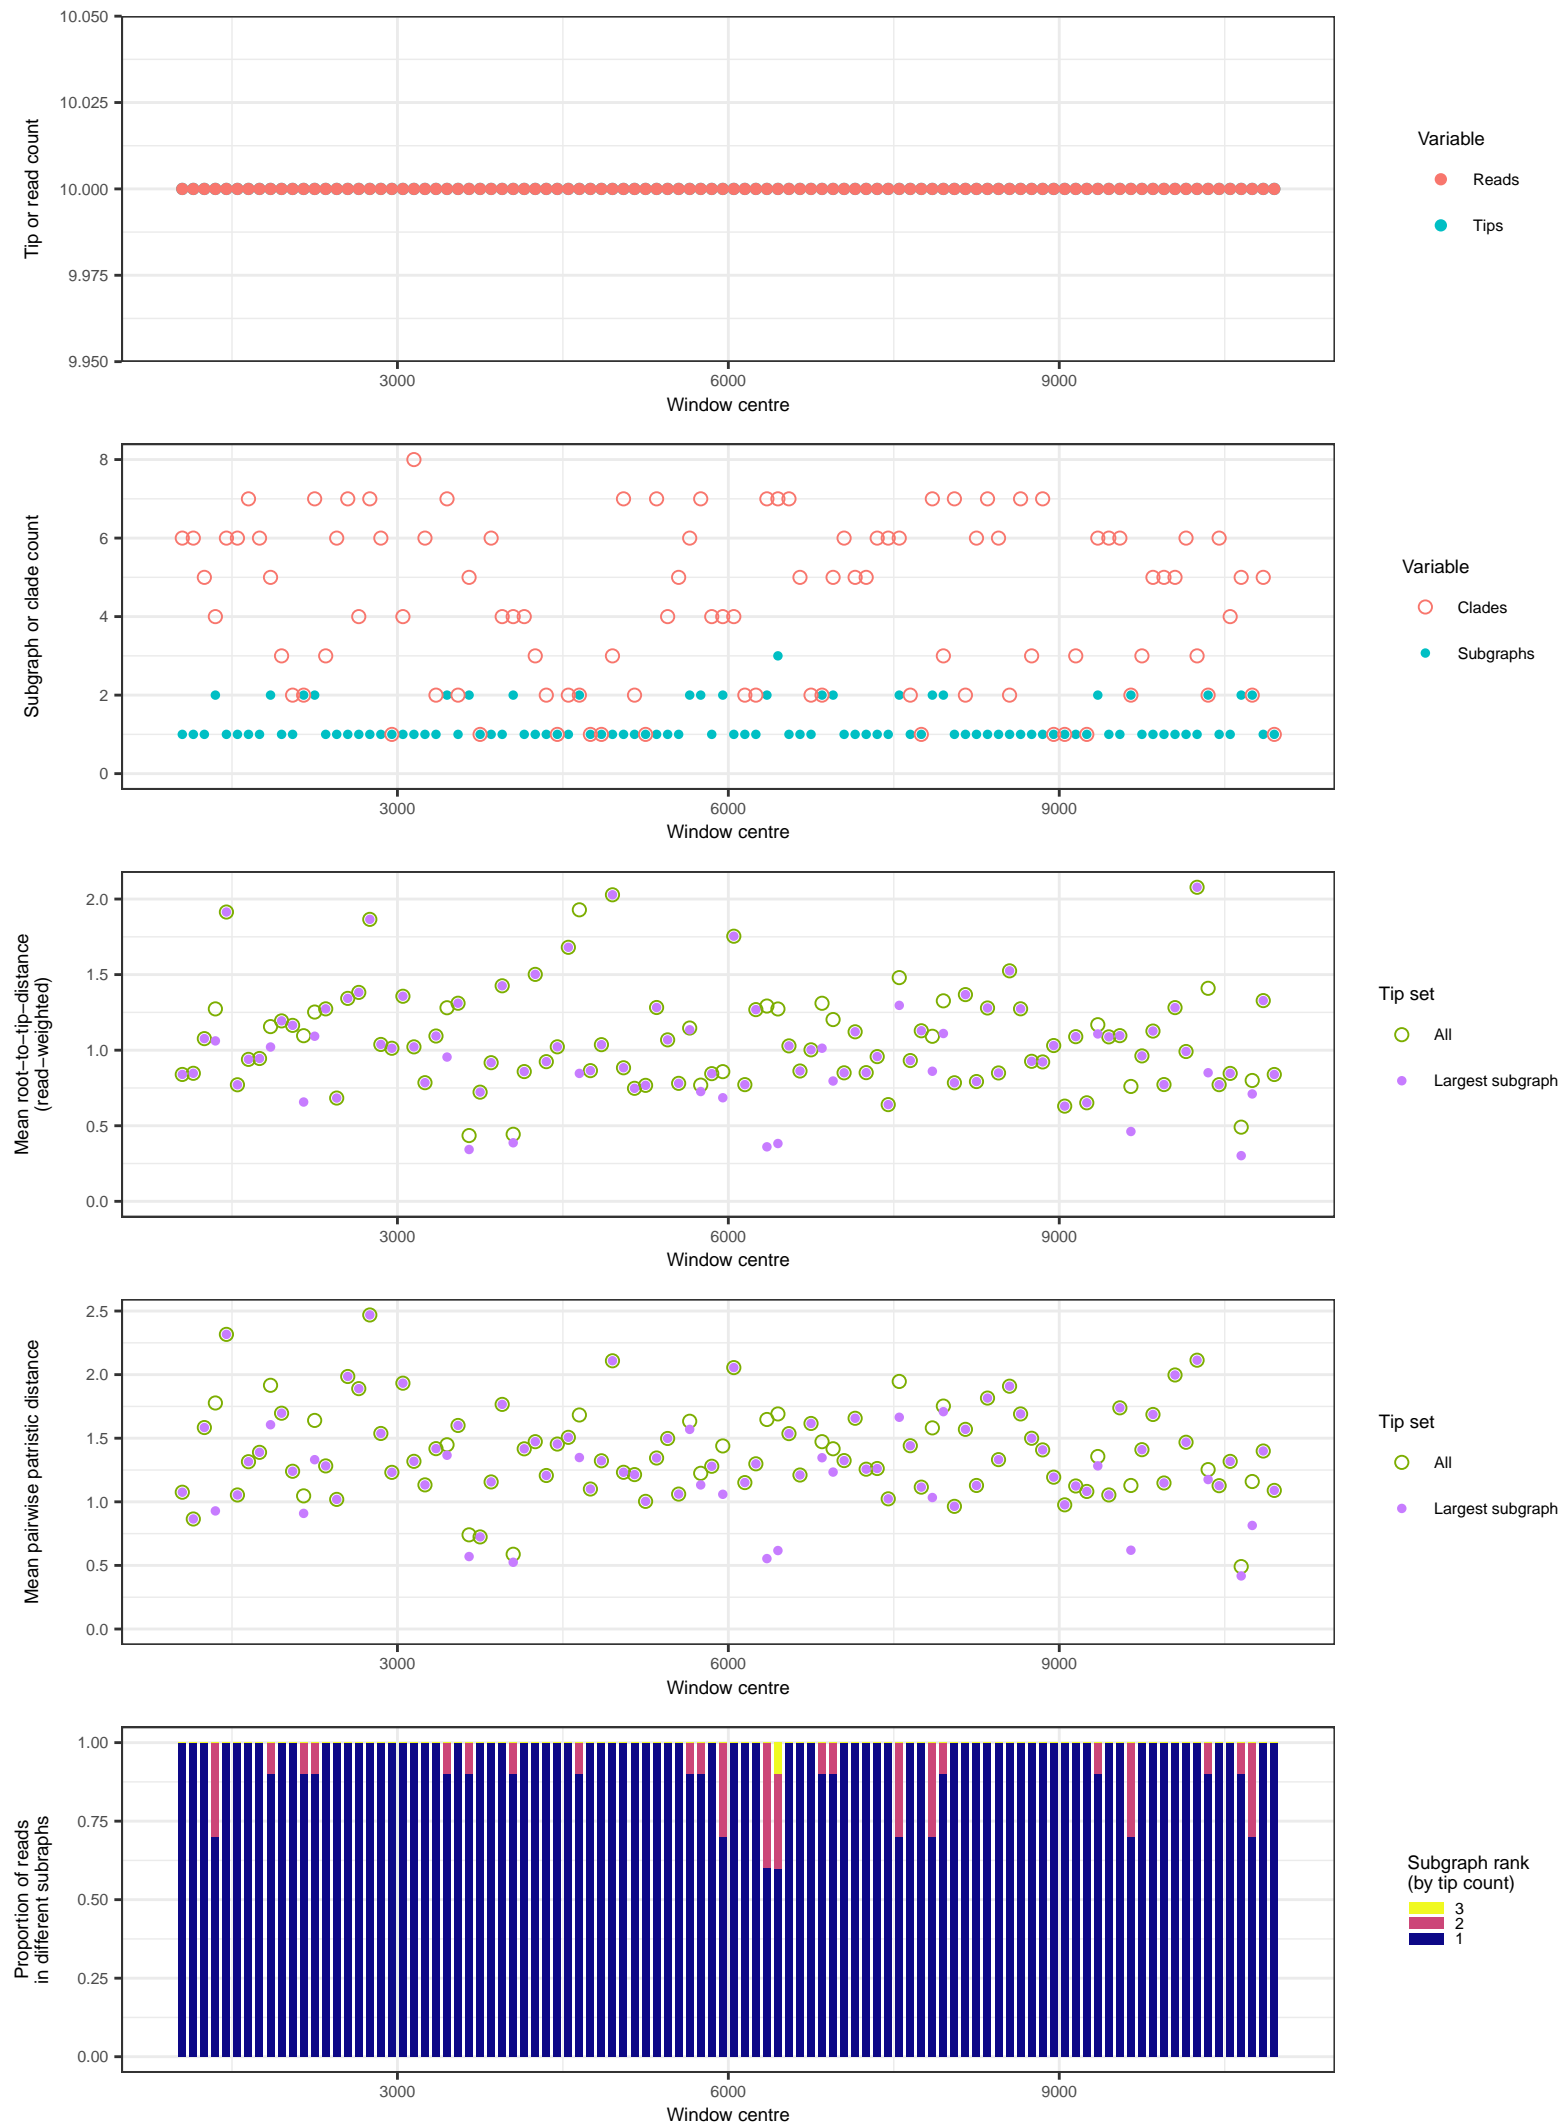 10.050
10.025
10.000
9.975
9.950
Tip or read count
3000
6000
9000
Window centre
Variable
Reads
Tips
8
6
4
2
0
Subgraph or clade count
3000
6000
9000
Window centre
Variable
Clades
Subgraphs
2.0
1.5
1.0
0.5
0.0
Mean root−to−tip−distance
(read−weighted)
3000
6000
9000
Window centre
Tip set
All
Largest subgraph
2.5
2.0
1.5
1.0
0.5
0.0
Mean pairwise patristic distance
3000
6000
9000
Window centre
Tip set
All
Largest subgraph
1.00
0.75
0.50
0.25
0.00
Proportion of reads
in different subraphs
3000
6000
9000
Window centre
Subgraph rank
(by tip count)
3
2
1